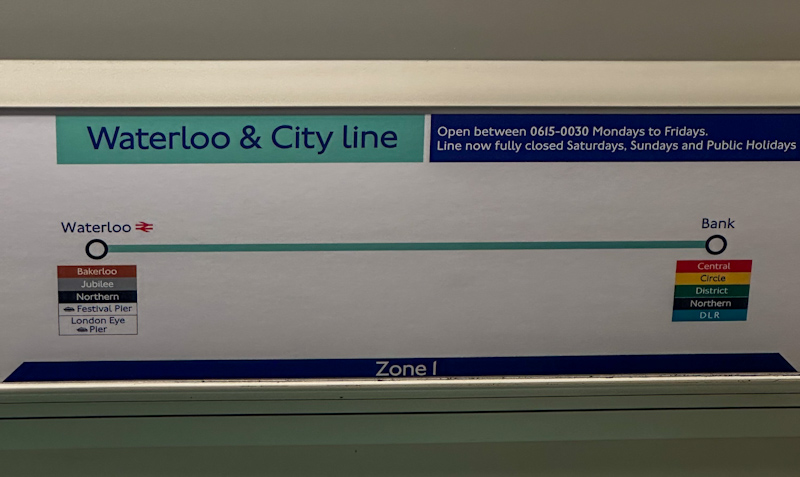 Waterloo & City line
Open between 0615-0030 Mondays to Fridays.
Line now fully closed Saturdays, Sundays and Public Holidays
Waterloo
Bakerloo
Jubilee
Northern
Festival Pier
London Eye
Pier
Bank
Central
Circle
District
Northern
DLR
Zone 1